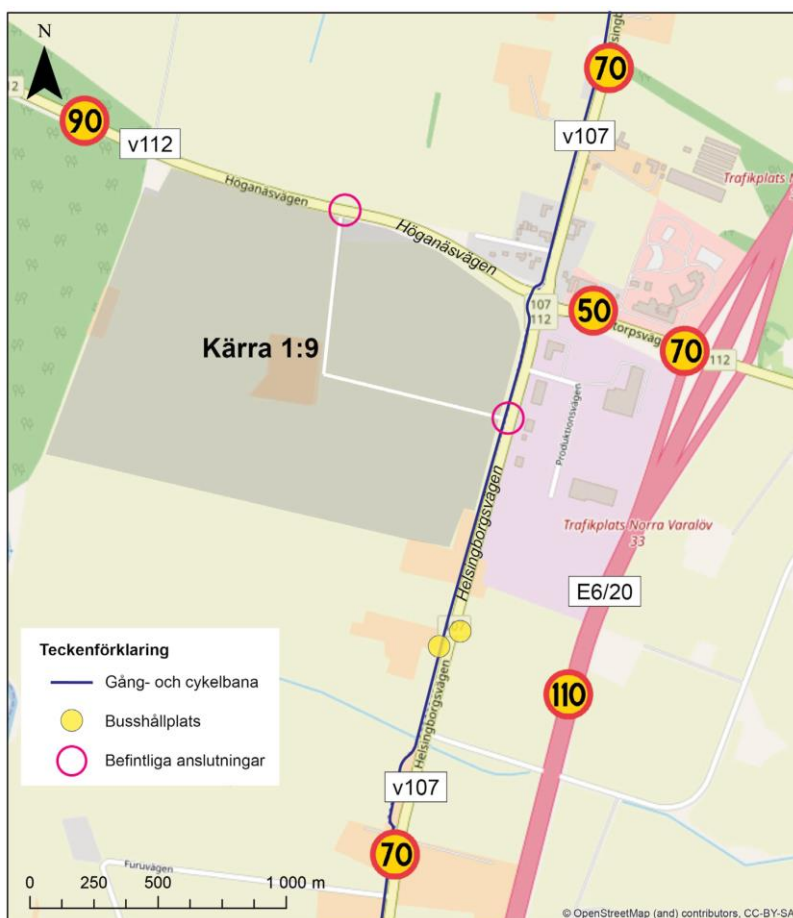 N
70
90
v112
v107
Höganäsvägen
Höganäsvägen
107
112
50
70
112
Kärra 1:9
Produktionsvägen
Helsingborgsvägen
Trafikplats Norra Varalöv
33
E6/20
110
Teckenförklaring
Gång- och cykelbana
Busshållplats
Befintliga anslutningar
Helsingborgsvägen
v107
70
Furuvägen
0 250 500 1 000 m
© OpenStreetMap (and) contributors, CC-BY-SA